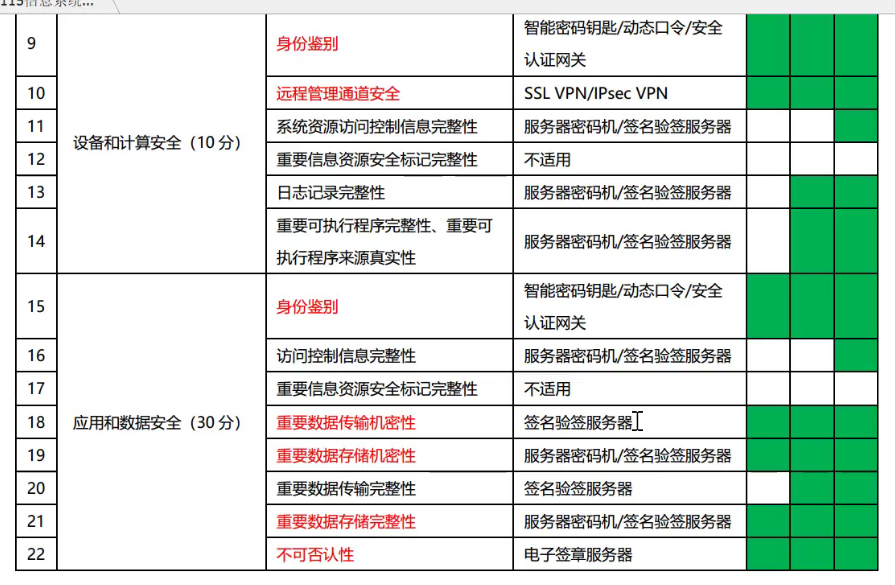 115信息系统...
9
身份鉴别
智能密码钥匙/动态口令/安全
认证网关
10
远程管理通道安全
SSL VPN/IPsec VPN
11
系统资源访问控制信息完整性
服务器密码机/签名验签服务器
设备和计算安全（10 分）
12
重要信息资源安全标记完整性
不适用
13
日志记录完整性
服务器密码机/签名验签服务器
14
重要可执行程序完整性、重要可
执行程序来源真实性
服务器密码机/签名验签服务器
15
身份鉴别
智能密码钥匙/动态口令/安全
认证网关
16
访问控制信息完整性
服务器密码机/签名验签服务器
17
重要信息资源安全标记完整性
不适用
18
应用和数据安全（30 分）
重要数据传输机密性
签名验签服务器
19
重要数据存储机密性
服务器密码机/签名验签服务器
20
重要数据传输完整性
签名验签服务器
21
重要数据存储完整性
服务器密码机/签名验签服务器
22
不可否认性
电子签章服务器